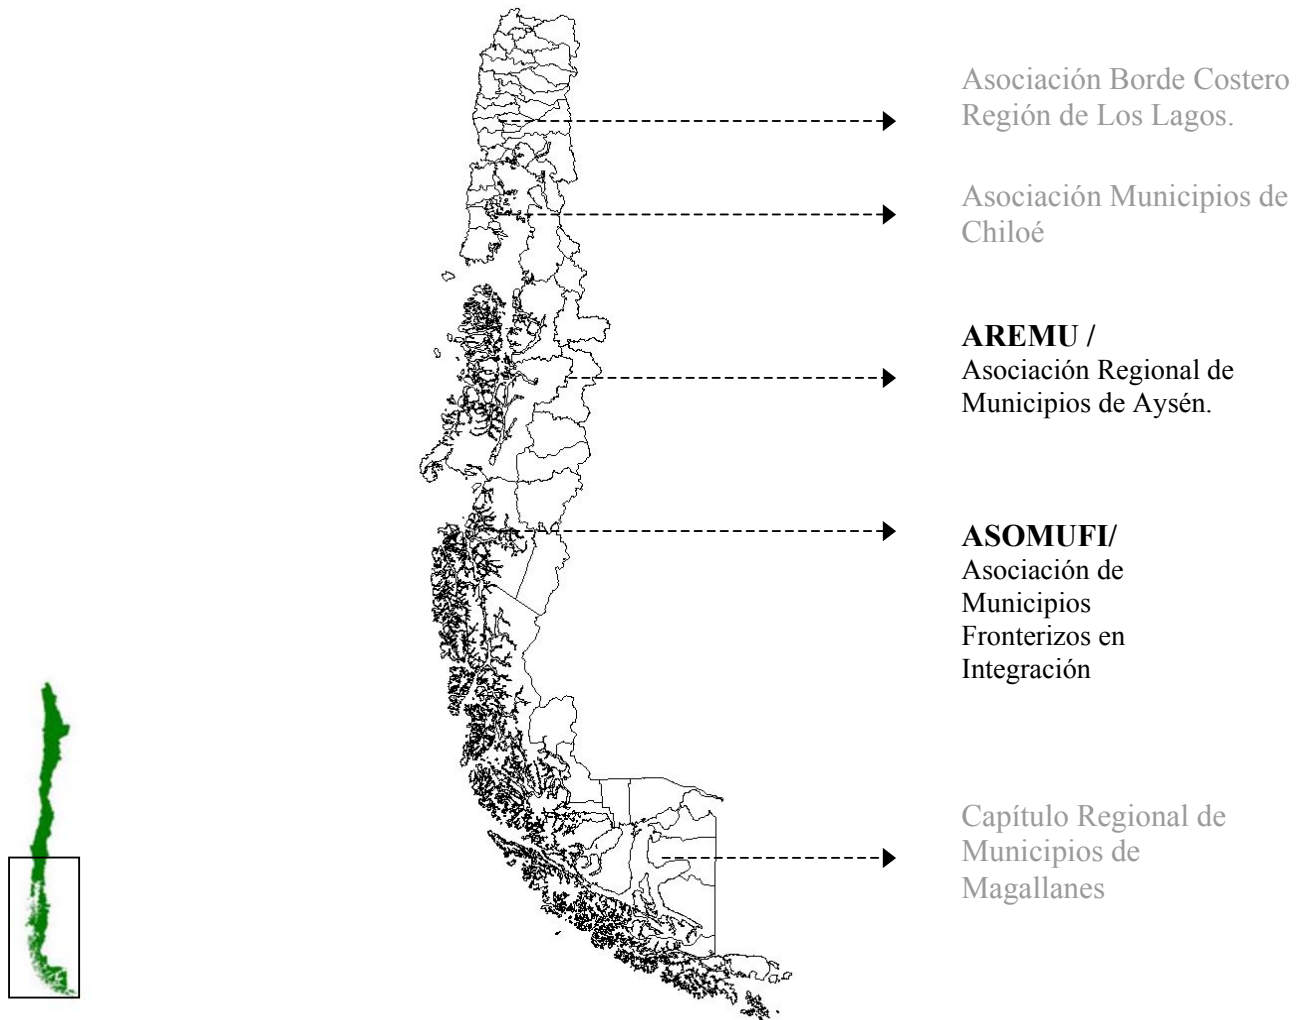 Asociación Borde Costero
Región de Los Lagos.
Asociación Municipios de
Chiloé
AREMU /
Asociación Regional de
Municipios de Aysén.
ASOMUFI/
Asociación de
Municipios
Fronterizos en
Integración
Capítulo Regional de
Municipios de
Magallanes